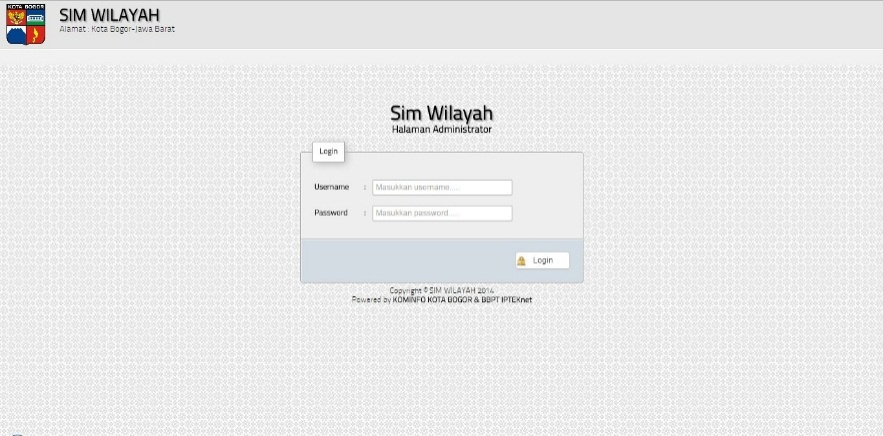 KOTA BOGOR
SIM WILAYAH
Alamat : Kota Bogor-Jawa Barat
Sim Wilayah
Halaman Administrator
Login
Username : Masukkan username.....
Password : Masukkan password.....
Login
Copyright © SIM WILAYAH 2014
Powered by KOMINFO KOTA BOGOR & BBPT IPTEKnet